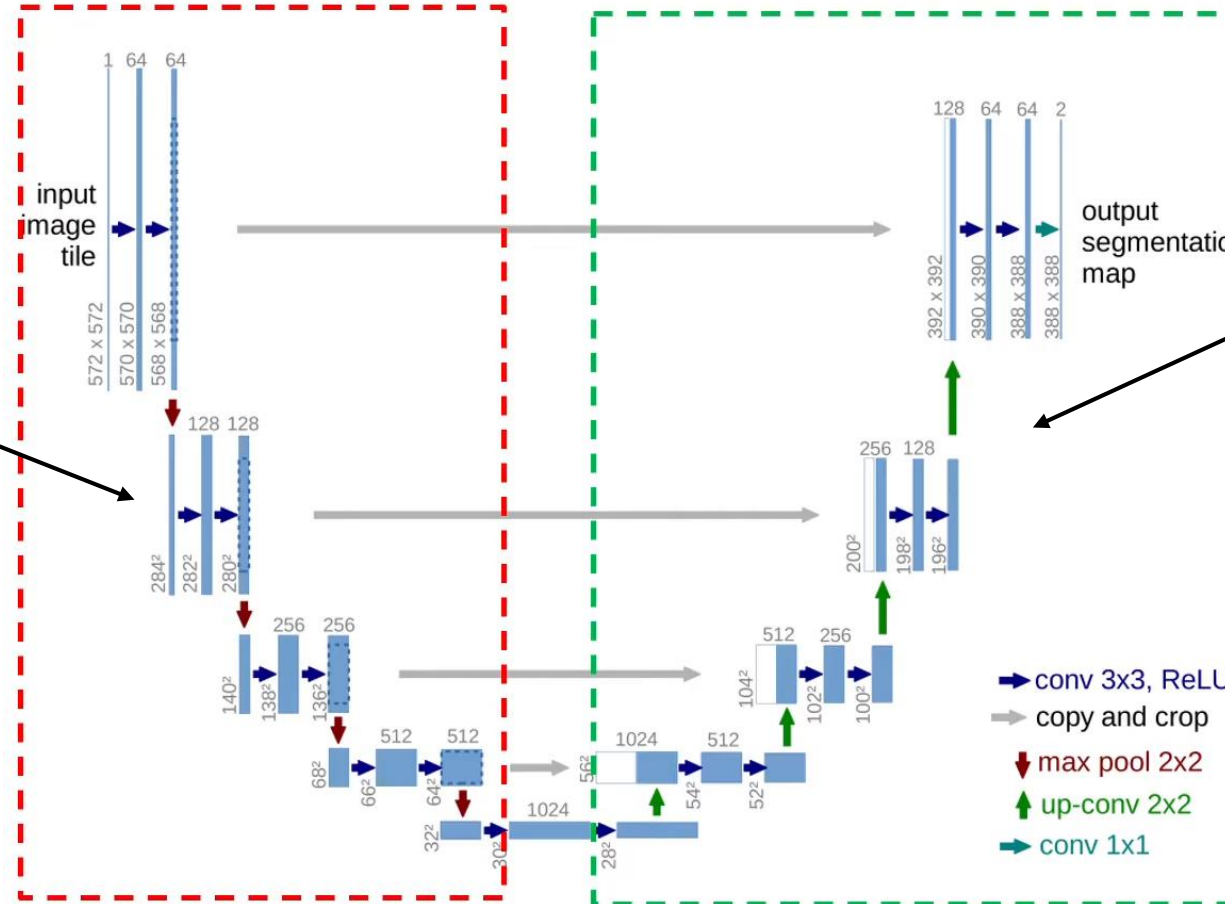 1 64 64
input
image
tile
572 x 572
570 x 570
568 x 568
128 128
284²
282²
280²
256 256
140²
138²
136²
512 512
68²
66²
64²
1024
32²
30²
28²
1024 512
56²
54²
52²
512 256
104²
102²
100²
256 128
200²
198²
196²
128 64 64 2
392 x 392
390 x 390
388 x 388
388 x 388
output
segmentatio
map
conv 3x3, ReLU
copy and crop
max pool 2x2
up-conv 2x2
conv 1x1